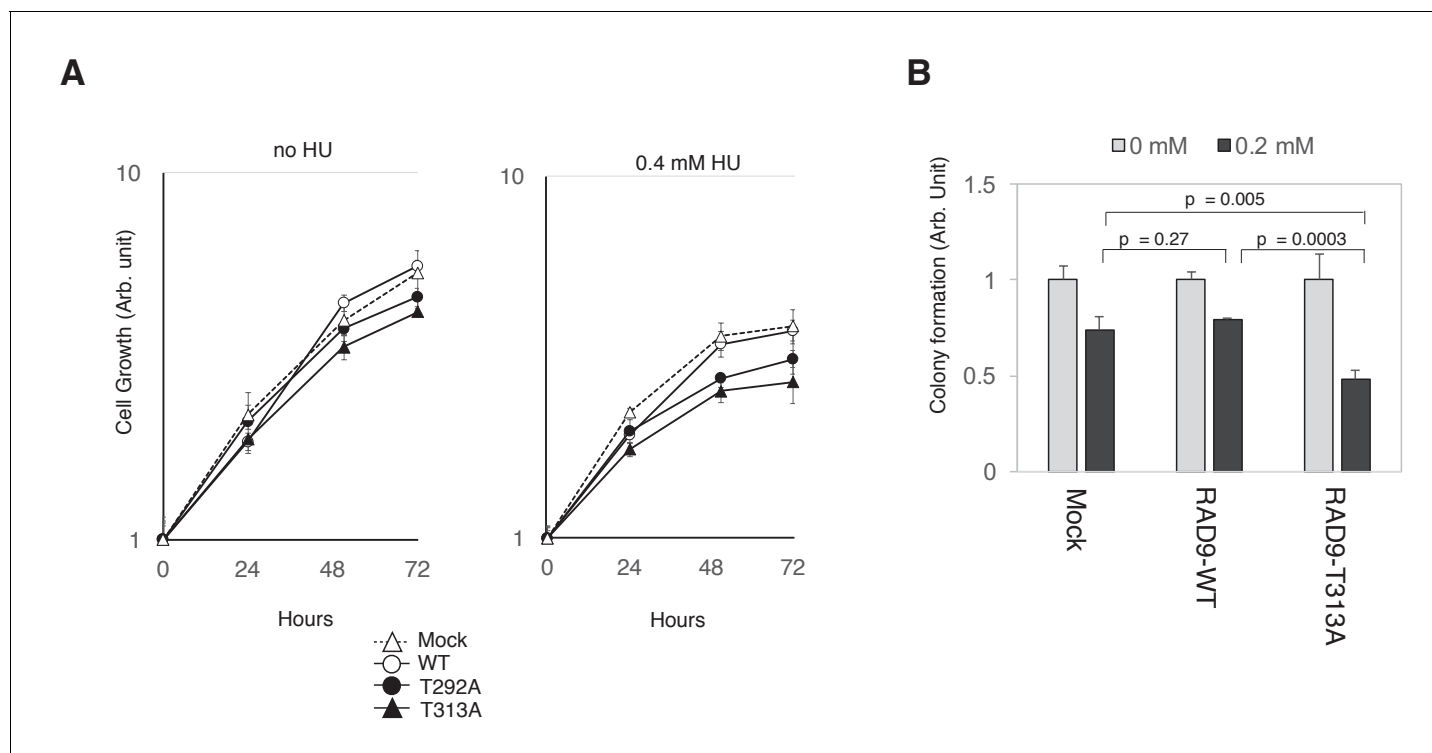 A
no HU
10
Cell Growth (Arb. unit)
1
0 24 48 72
Hours
0.4 mM HU
10
1
0 24 48 72
Hours
Mock
WT
T292A
T313A
B
0 mM 0.2 mM
Colony formation (Arb. Unit)
1.5
1
0.5
0
p = 0.005
p = 0.27 p = 0.0003
Mock
RAD9-WT
RAD9-T313A